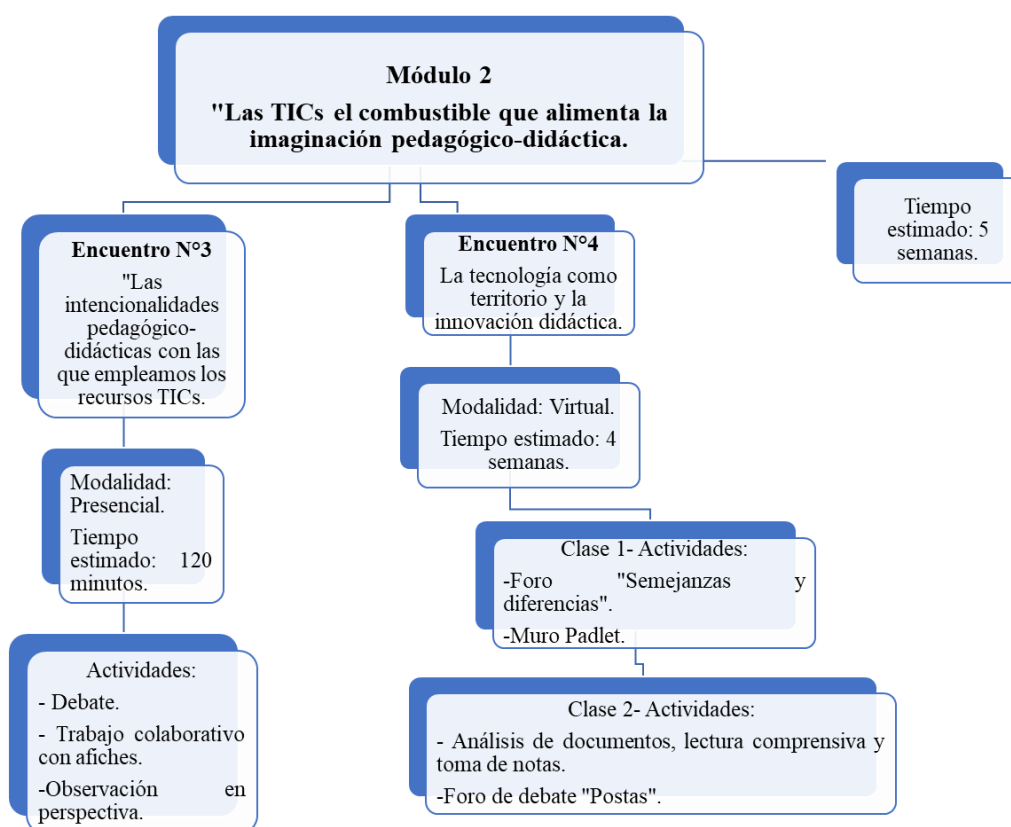 Módulo 2
"Las TICs el combustible que alimenta la
imaginación pedagógico-didáctica.
Tiempo
estimado: 5
semanas.
Encuentro N°3
"Las
intencionalidades
pedagógico-
didácticas con las
que empleamos los
recursos TICs.
Encuentro N°4
La tecnología como
territorio y la
innovación didáctica.
Modalidad:
Presencial.
Tiempo
estimado: 120
minutos.
Modalidad: Virtual.
Tiempo estimado: 4
semanas.
Actividades:
- Debate.
- Trabajo colaborativo
con afiches.
-Observación en
perspectiva.
Clase 1- Actividades:
-Foro "Semejanzas y
diferencias".
-Muro Padlet.
Clase 2- Actividades:
- Análisis de documentos, lectura comprensiva y
toma de notas.
-Foro de debate "Postas".